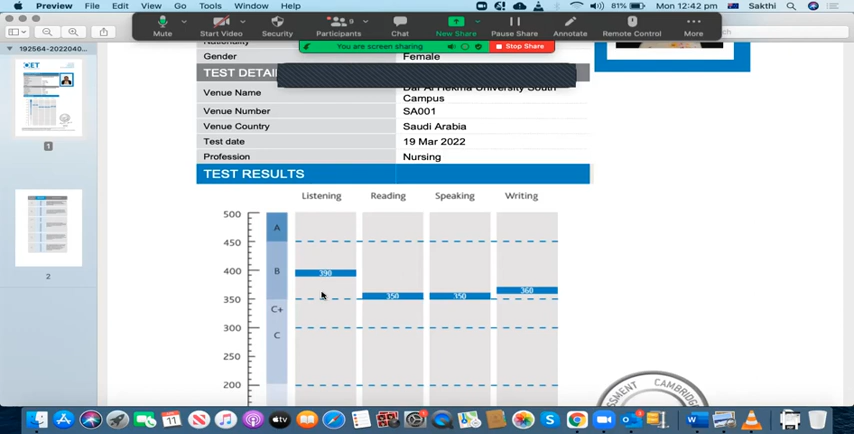 Preview File Edit View Go Tools Window Help 81% Mon 12:42 pm Sakthi
Mute Start Video Security Participants 9 Chat New Share Pause Share Annotate Remote Control More
You are screen sharing Stop Share
192564-2022040...
OET
Gender Female
TEST DETAI
Venue Name Dar Al Hekma University South
Campus
Venue Number SA001
Venue Country Saudi Arabia
Test date 19 Mar 2022
Profession Nursing
TEST RESULTS
Listening Reading Speaking Writing
500
A
450
400 B 390
350 350 350 360
C+
300
C
200
1
2
SSMENT CAMBRIDG